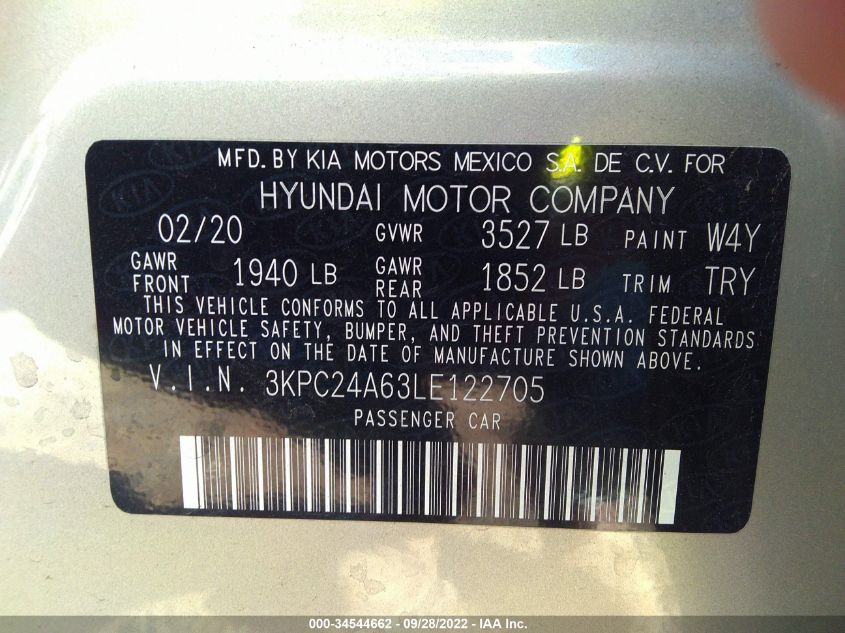 MFD. BY KIA MOTORS MEXICO S.A. DE C.V. FOR
HYUNDAI MOTOR COMPANY
02/20 GVWR 3527 LB PAINT W4Y
GAWR FRONT 1940 LB GAWR REAR 1852 LB TRIM TRY
THIS VEHICLE CONFORMS TO ALL APPLICABLE U.S.A. FEDERAL
MOTOR VEHICLE SAFETY, BUMPER, AND THEFT PREVENTION STANDARDS
IN EFFECT ON THE DATE OF MANUFACTURE SHOWN ABOVE.
V.I.N. 3KPC24A63LE122705
PASSENGER CAR
000-34544662 - 09/28/2022 - IAA Inc.